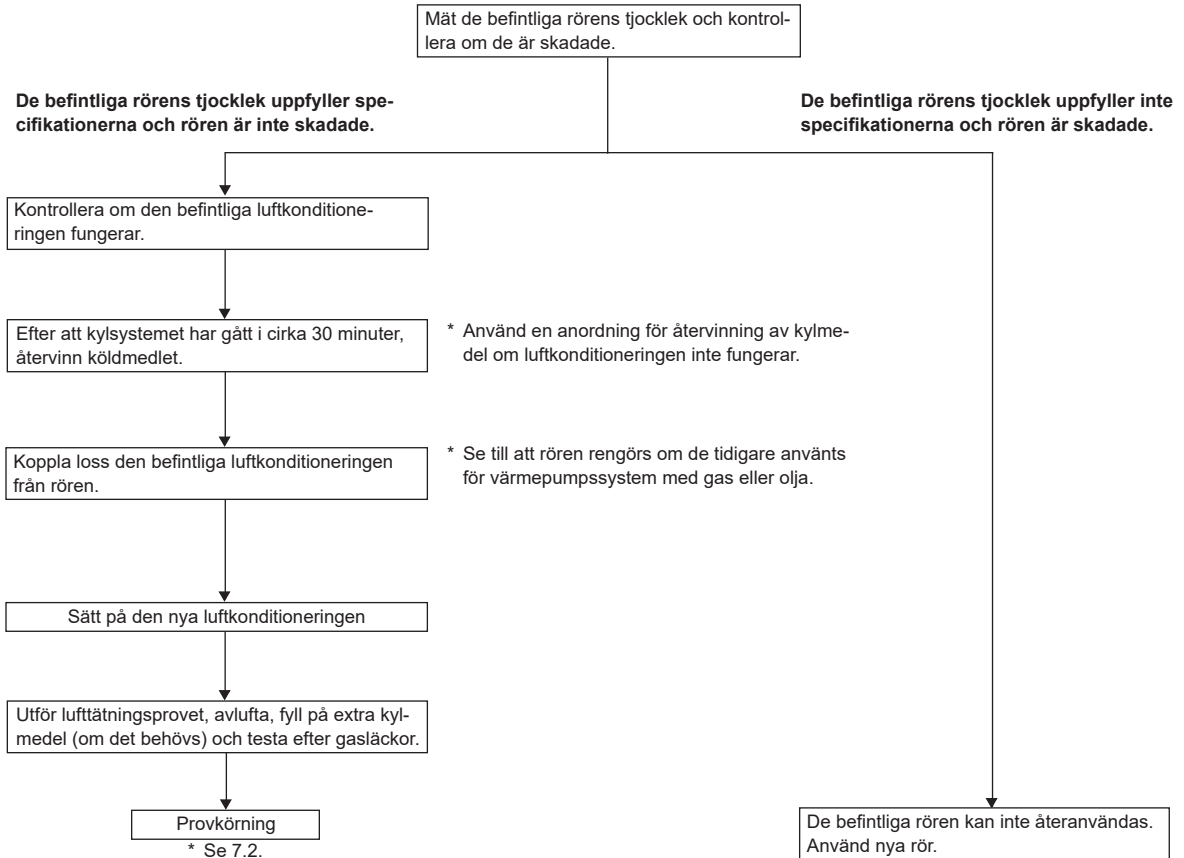 Mät de befintliga rörens tjocklek och kontrol-
lera om de är skadade.
De befintliga rörens tjocklek uppfyller spe-
cifikationerna och rören är inte skadade.
De befintliga rörens tjocklek uppfyller inte
specifikationerna och rören är skadade.
Kontrollera om den befintliga luftkonditione-
ringen fungerar.
Efter att kylsystemet har gått i cirka 30 minuter,
återvinn köldmedlet.
* Använd en anordning för återvinning av kylme-
del om luftkonditioneringen inte fungerar.
Koppla loss den befintliga luftkonditioneringen
från rören.
* Se till att rören rengörs om de tidigare använts
för värmepumpssystem med gas eller olja.
Sätt på den nya luftkonditioneringen
Utför lufttätningsprovet, avlufta, fyll på extra kyl-
medel (om det behövs) och testa efter gasläckor.
Provkörning
* Se 7.2.
De befintliga rören kan inte återanvändas.
Använd nya rör.